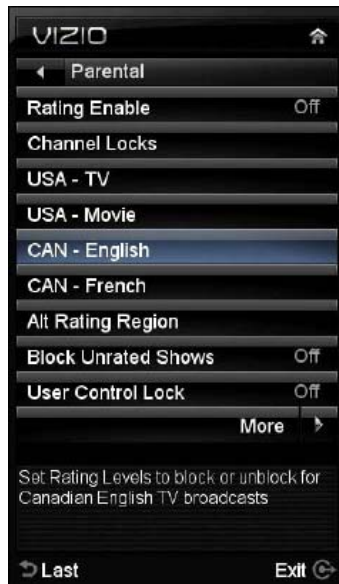 VIZIO
Parental
Rating Enable Off
Channel Locks
USA - TV
USA - Movie
CAN - English
CAN - French
Alt Rating Region
Block Unrated Shows Off
User Control Lock Off
More
Set Rating Levels to block or unblock for
Canadian English TV broadcasts
Last Exit